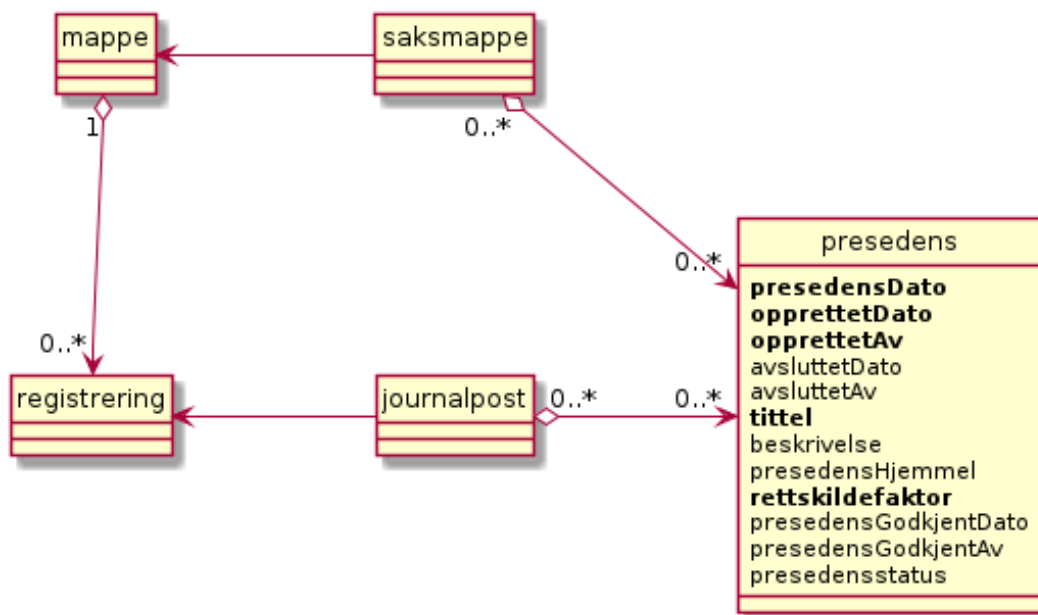 mappe
saksmappe
1
0..*
0..*
0..*
registrering
journalpost
0..*
0..*
presedens
presedensDato
opprettetDato
opprettetAv
avsluttetDato
avsluttetAv
tittel
beskrivelse
presedensHjemmel
rettskildefaktor
presedensGodkjentDato
presedensGodkjentAv
presedensstatus